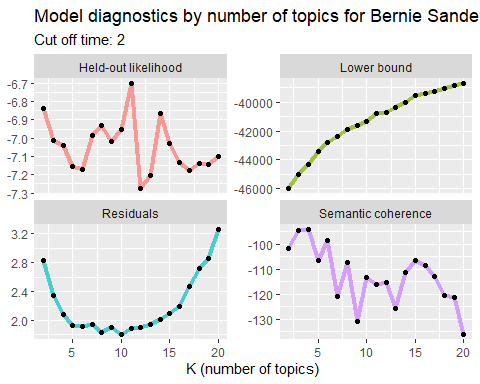 Model diagnostics by number of topics for Bernie Sande
Cut off time: 2
Held-out likelihood
Lower bound
-6.7
-6.8
-6.9
-7.0
-7.1
-7.2
-7.3
-40000
-42000
-44000
-46000
Residuals
Semantic coherence
3.2
2.8
2.4
2.0
-100
-110
-120
-130
5 10 15 20
5 10 15 20
K (number of topics)